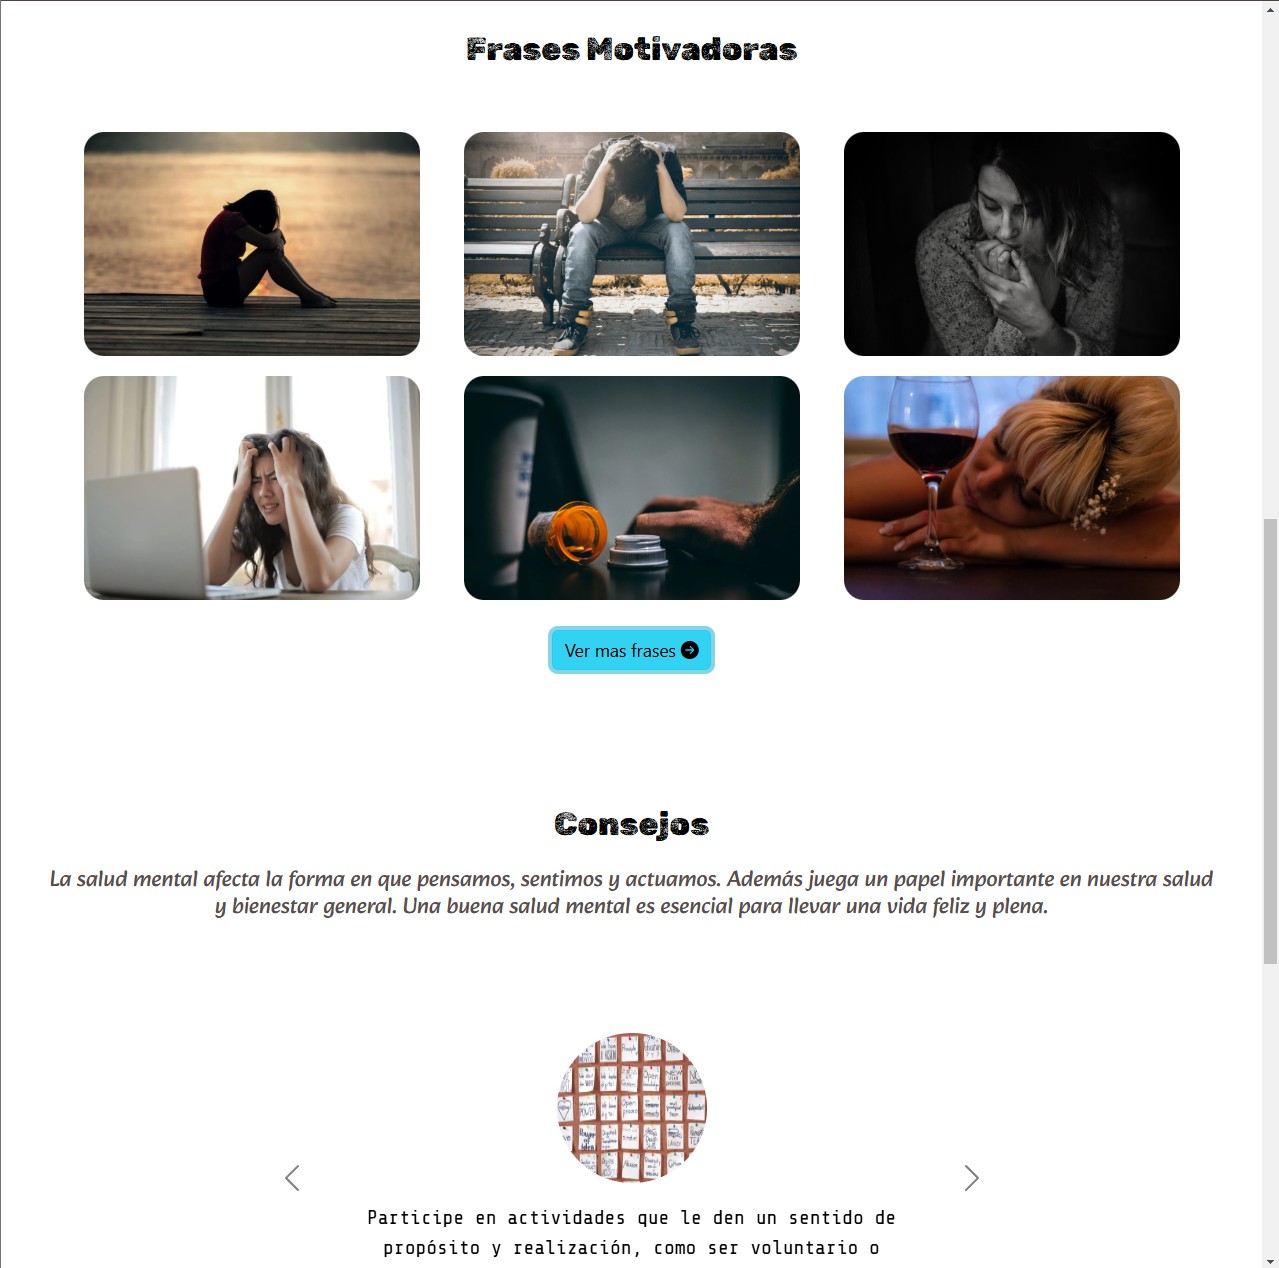 Frases Motivadoras
Ver mas frases
Consejos
La salud mental afecta la forma en que pensamos, sentimos y actuamos. Además juega un papel importante en nuestra salud
y bienestar general. Una buena salud mental es esencial para llevar una vida feliz y plena.
Participe en actividades que le den un sentido de
propósito y realización, como ser voluntario o